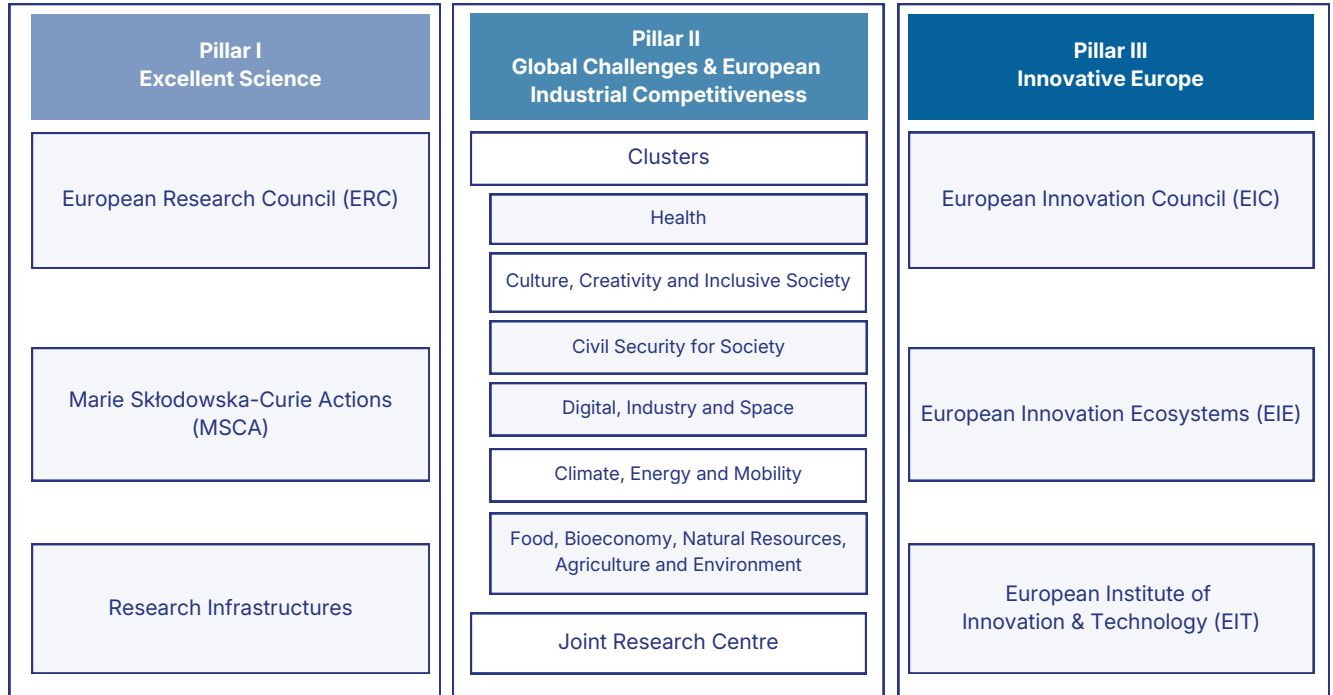 Pillar I
Excellent Science
European Research Council (ERC)
Marie Skłodowska-Curie Actions
(MSCA)
Research Infrastructures
Pillar II
Global Challenges & European
Industrial Competitiveness
Clusters
Health
Culture, Creativity and Inclusive Society
Civil Security for Society
Digital, Industry and Space
Climate, Energy and Mobility
Food, Bioeconomy, Natural Resources,
Agriculture and Environment
Joint Research Centre
Pillar III
Innovative Europe
European Innovation Council (EIC)
European Innovation Ecosystems (EIE)
European Institute of
Innovation & Technology (EIT)